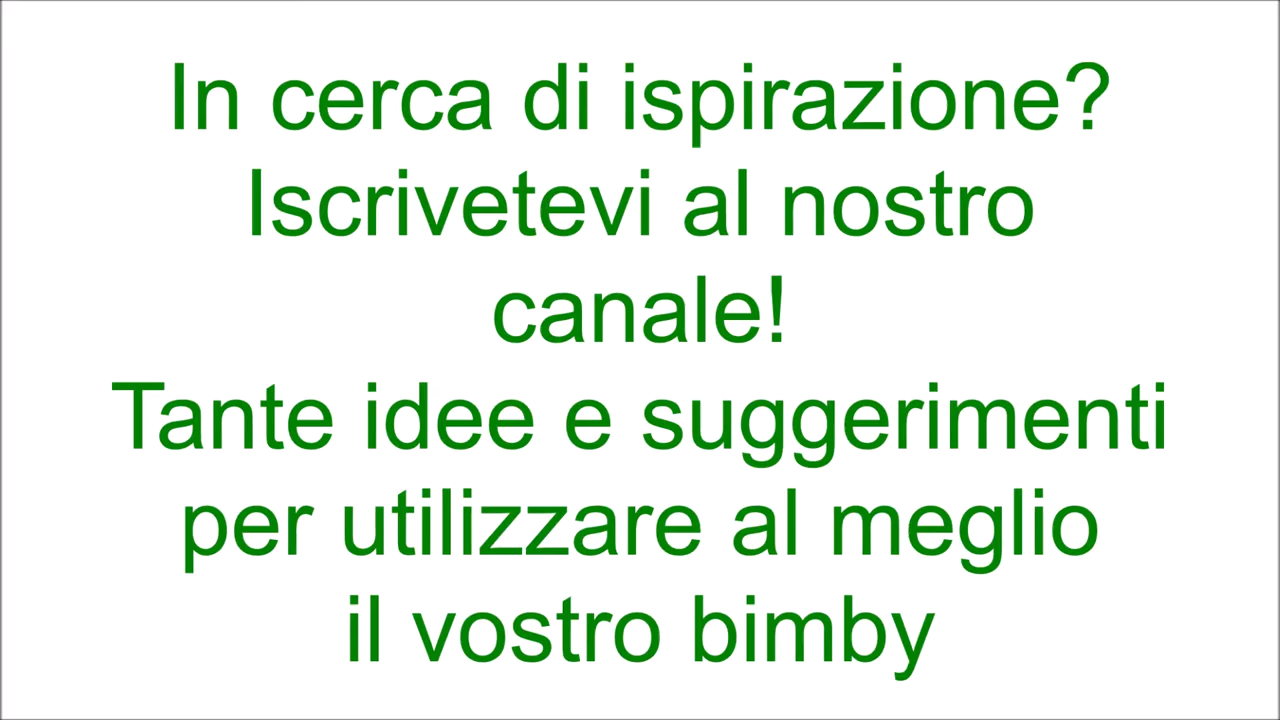 In cerca di ispirazione?
Iscrivetevi al nostro
canale!
Tante idee e suggerimenti
per utilizzare al meglio
il vostro bimby